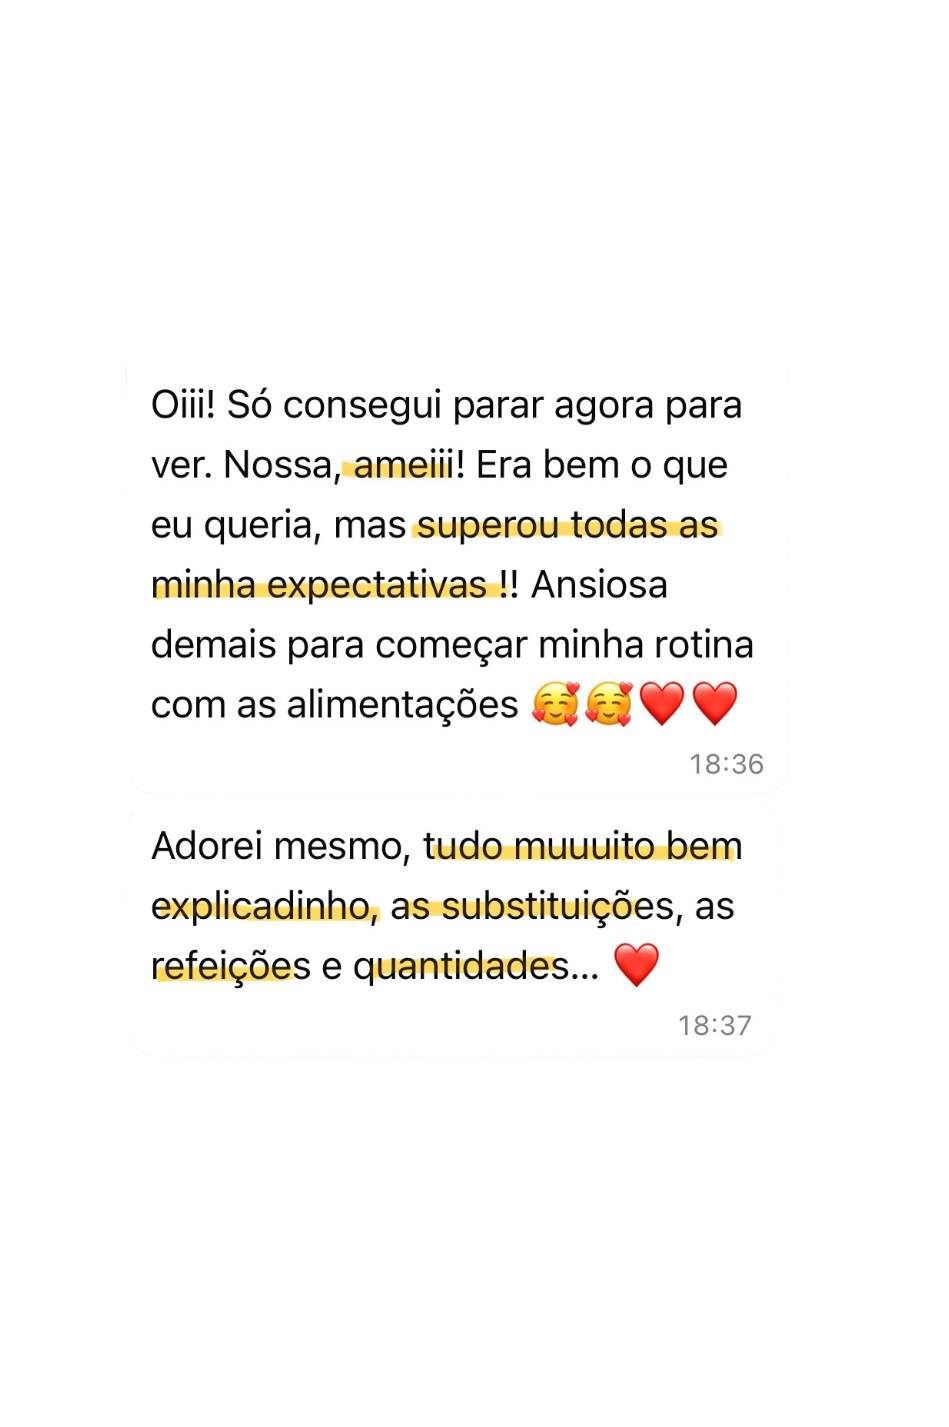 Oiii! Só consegui parar agora para
ver. Nossa, ameiii! Era bem o que
eu queria, mas superou todas as
minha expectativas !! Ansiosa
demais para começar minha rotina
com as alimentações 🥰🥰❤️❤️
18:36
Adorei mesmo, tudo muuuito bem
explicadinho, as substituições, as
refeições e quantidades... ❤️
18:37